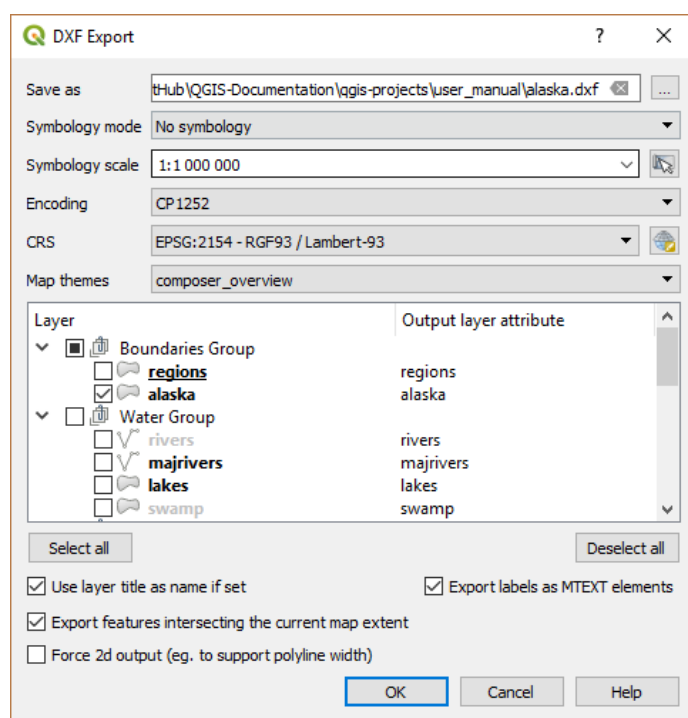 DXF Export ?
Save as tHub\QGIS-Documentation\qgis-projects\user_manual\alaska.dxf ...
Symbology mode No symbology
Symbology scale 1:1 000 000
Encoding CP1252
CRS EPSG:2154 - RGF93 / Lambert-93
Map themes composer_overview
Layer Output layer attribute
Boundaries Group
regions regions
alaska alaska
Water Group
rivers rivers
majrivers majrivers
lakes lakes
swamp swamp
Select all Deselect all
Use layer title as name if set Export labels as MTEXT elements
Export features intersecting the current map extent
Force 2d output (eg. to support polyline width)
OK Cancel Help